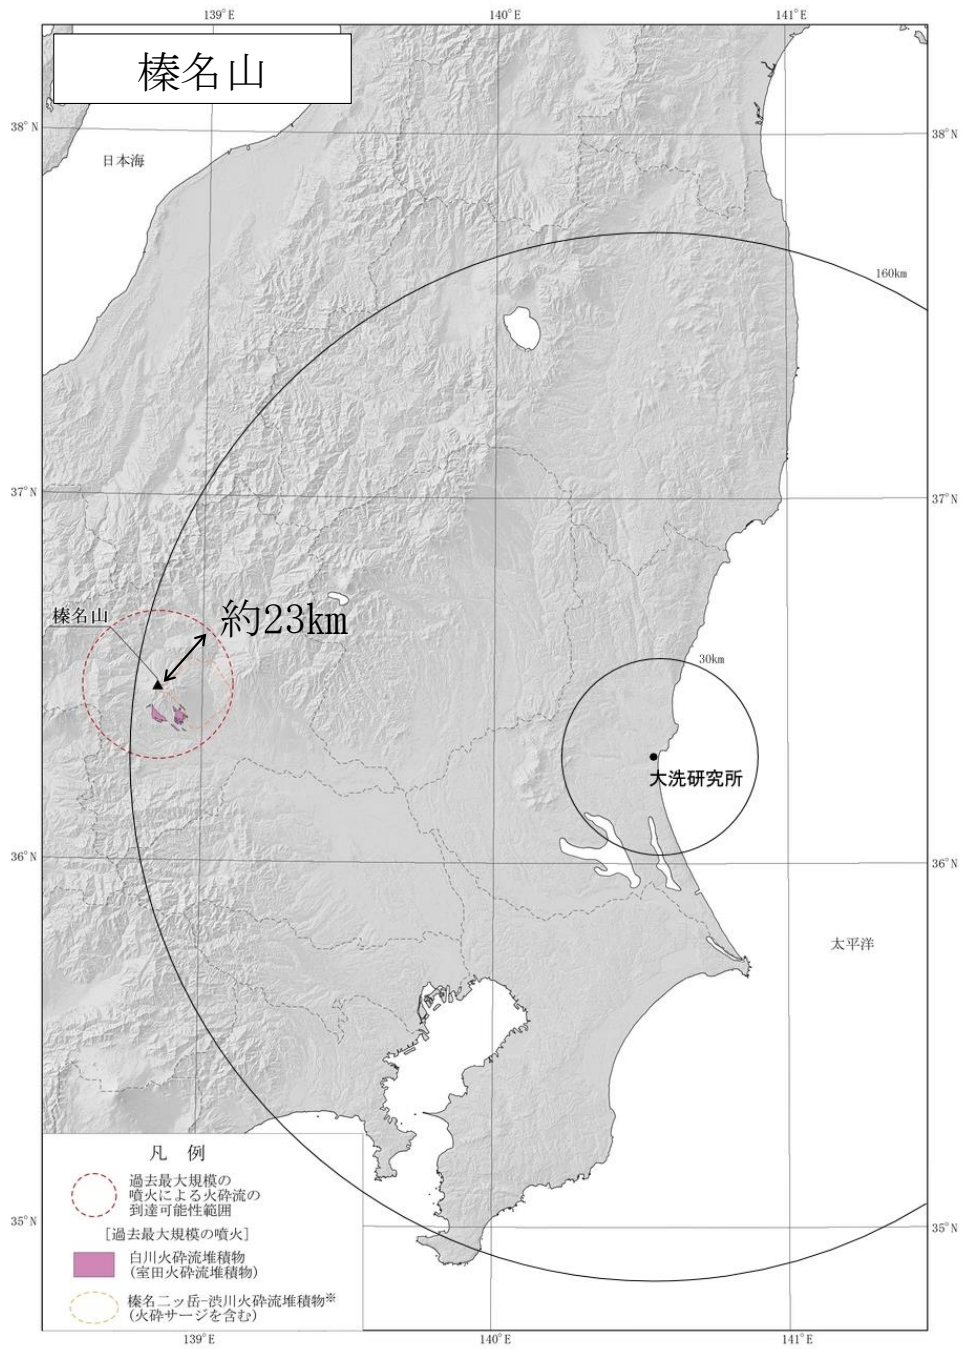 139°E
140°E
141°E
榛名山
38°N
38°N
日本海
160km
37°N
37°N
榛名山
約23km
30km
大洗研究所
36°N
36°N
太平洋
凡 例
過去最大規模の
噴火による火砕流の
到達可能性範囲
[過去最大規模の噴火]
白川火砕流堆積物
(室田火砕流堆積物)
榛名二ッ岳-渋川火砕流堆積物※
(火砕サージを含む)
35°N
35°N
139°E
140°E
141°E